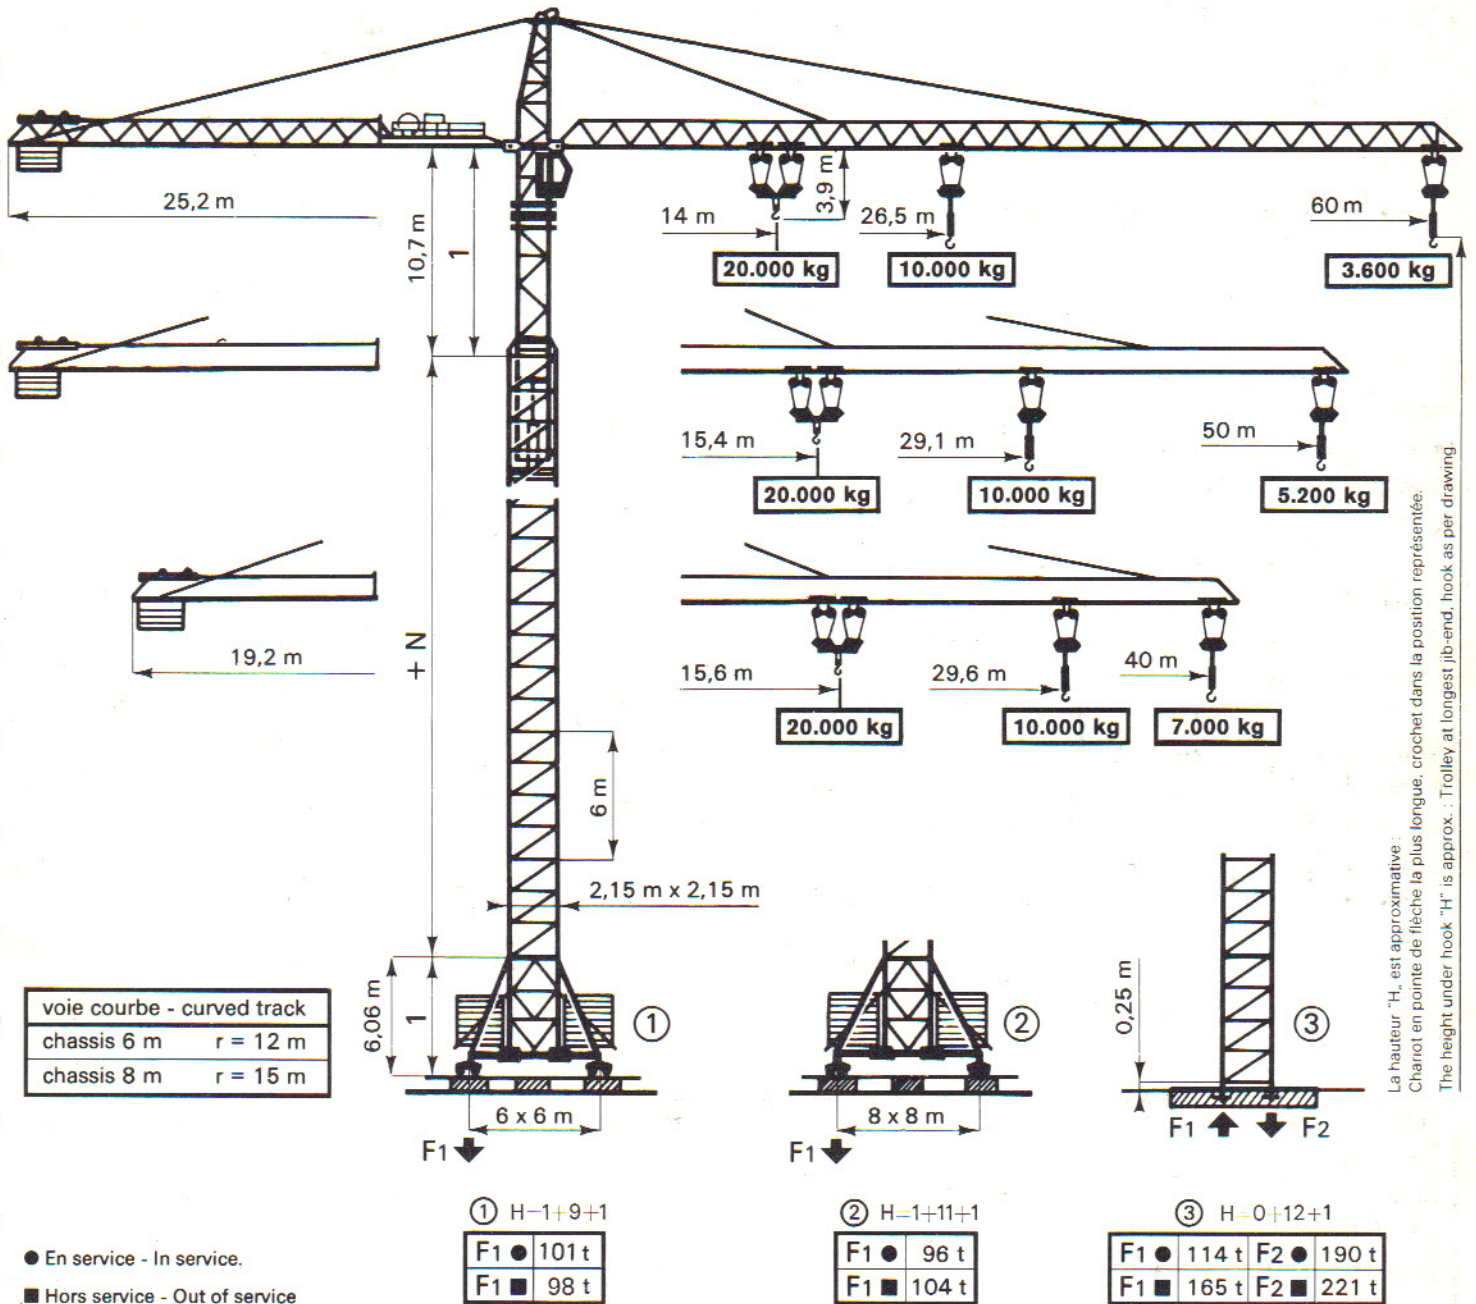 25,2 m
10,7 m
1
14 m
3,9 m
26,5 m
60 m
20.000 kg
10.000 kg
3.600 kg
15,4 m
29,1 m
50 m
20.000 kg
10.000 kg
5.200 kg
19,2 m
+ N
15,6 m
29,6 m
40 m
20.000 kg
10.000 kg
7.000 kg
6 m
2,15 m x 2,15 m
La hauteur "H„ est approximative :
Chariot en pointe de flèche la plus longue, crochet dans la position représentée.
The height under hook "H" is approx. : Trolley at longest jib-end, hook as per drawing.
voie courbe - curved track
chassis 6 m r = 12 m
chassis 8 m r = 15 m
6,06 m
1
①
②
0,25 m
③
6 x 6 m
F1
8 x 8 m
F1
F1
F2
① H=1+9+1
F1 ● 101 t
F1 ■ 98 t
② H=1+11+1
F1 ● 96 t
F1 ■ 104 t
③ H=0+12+1
F1 ● 114 t F2 ● 190 t
F1 ■ 165 t F2 ■ 221 t
● En service - In service.
■ Hors service - Out of service